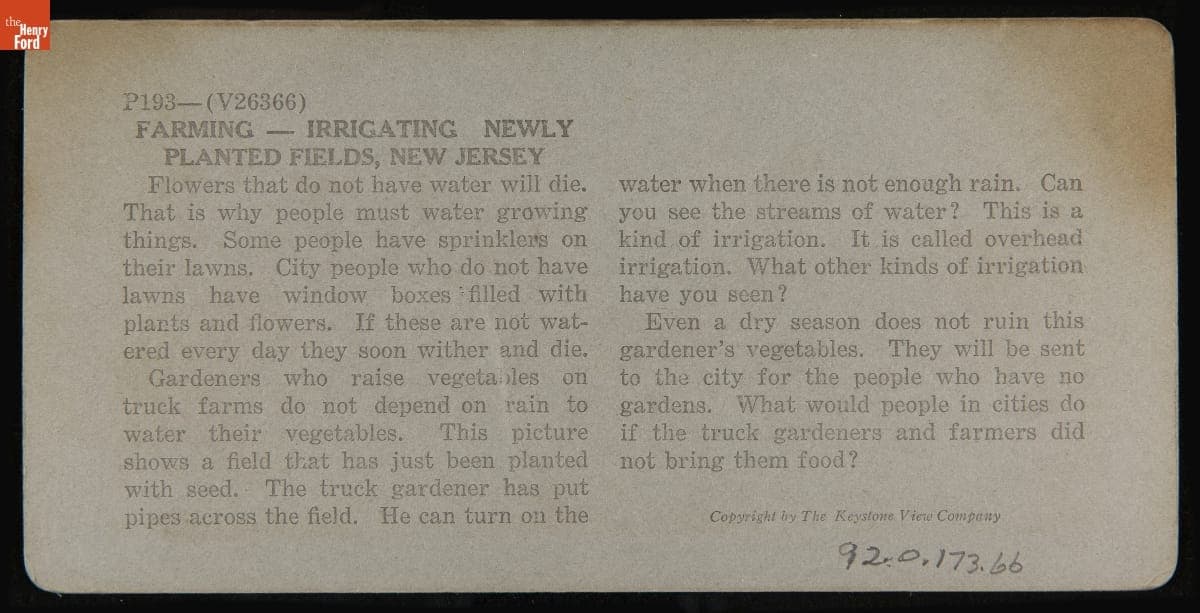 the
Henry
Ford
P193—(V26366)
FARMING — IRRIGATING NEWLY
PLANTED FIELDS, NEW JERSEY
Flowers that do not have water will die.
That is why people must water growing
things. Some people have sprinklers on
their lawns. City people who do not have
lawns have window boxes filled with
plants and flowers. If these are not wat-
ered every day they soon wither and die.
Gardeners who raise vegetables on
truck farms do not depend on rain to
water their vegetables. This picture
shows a field that has just been planted
with seed. The truck gardener has put
pipes across the field. He can turn on the
water when there is not enough rain. Can
you see the streams of water? This is a
kind of irrigation. It is called overhead
irrigation. What other kinds of irrigation
have you seen?
Even a dry season does not ruin this
gardener's vegetables. They will be sent
to the city for the people who have no
gardens. What would people in cities do
if the truck gardeners and farmers did
not bring them food?
Copyright by The Keystone View Company
92.0.173.66